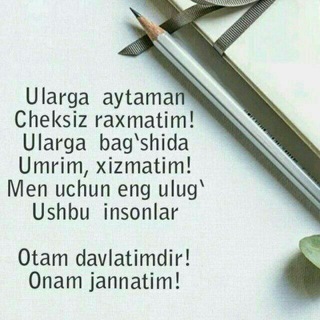 Ularga aytaman
Cheksiz raxmatim!
Ularga bag'shida
Umrim, xizmatim!
Men uchun eng ulug'
Ushbu insonlar
Otam davlatimdir!
Onam jannatim!